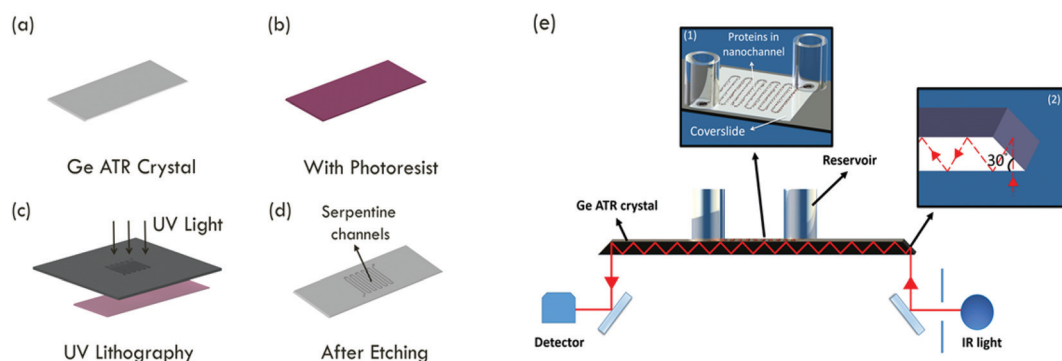 (a)
Ge ATR Crystal
(b)
With Photoresist
(c)
UV Light
UV Lithography
(d)
Serpentine
channels
After Etching
(e)
(1)
Proteins in
nanochannel
Coverslide
(2)
30°
Reservoir
Ge ATR crystal
Detector
IR light